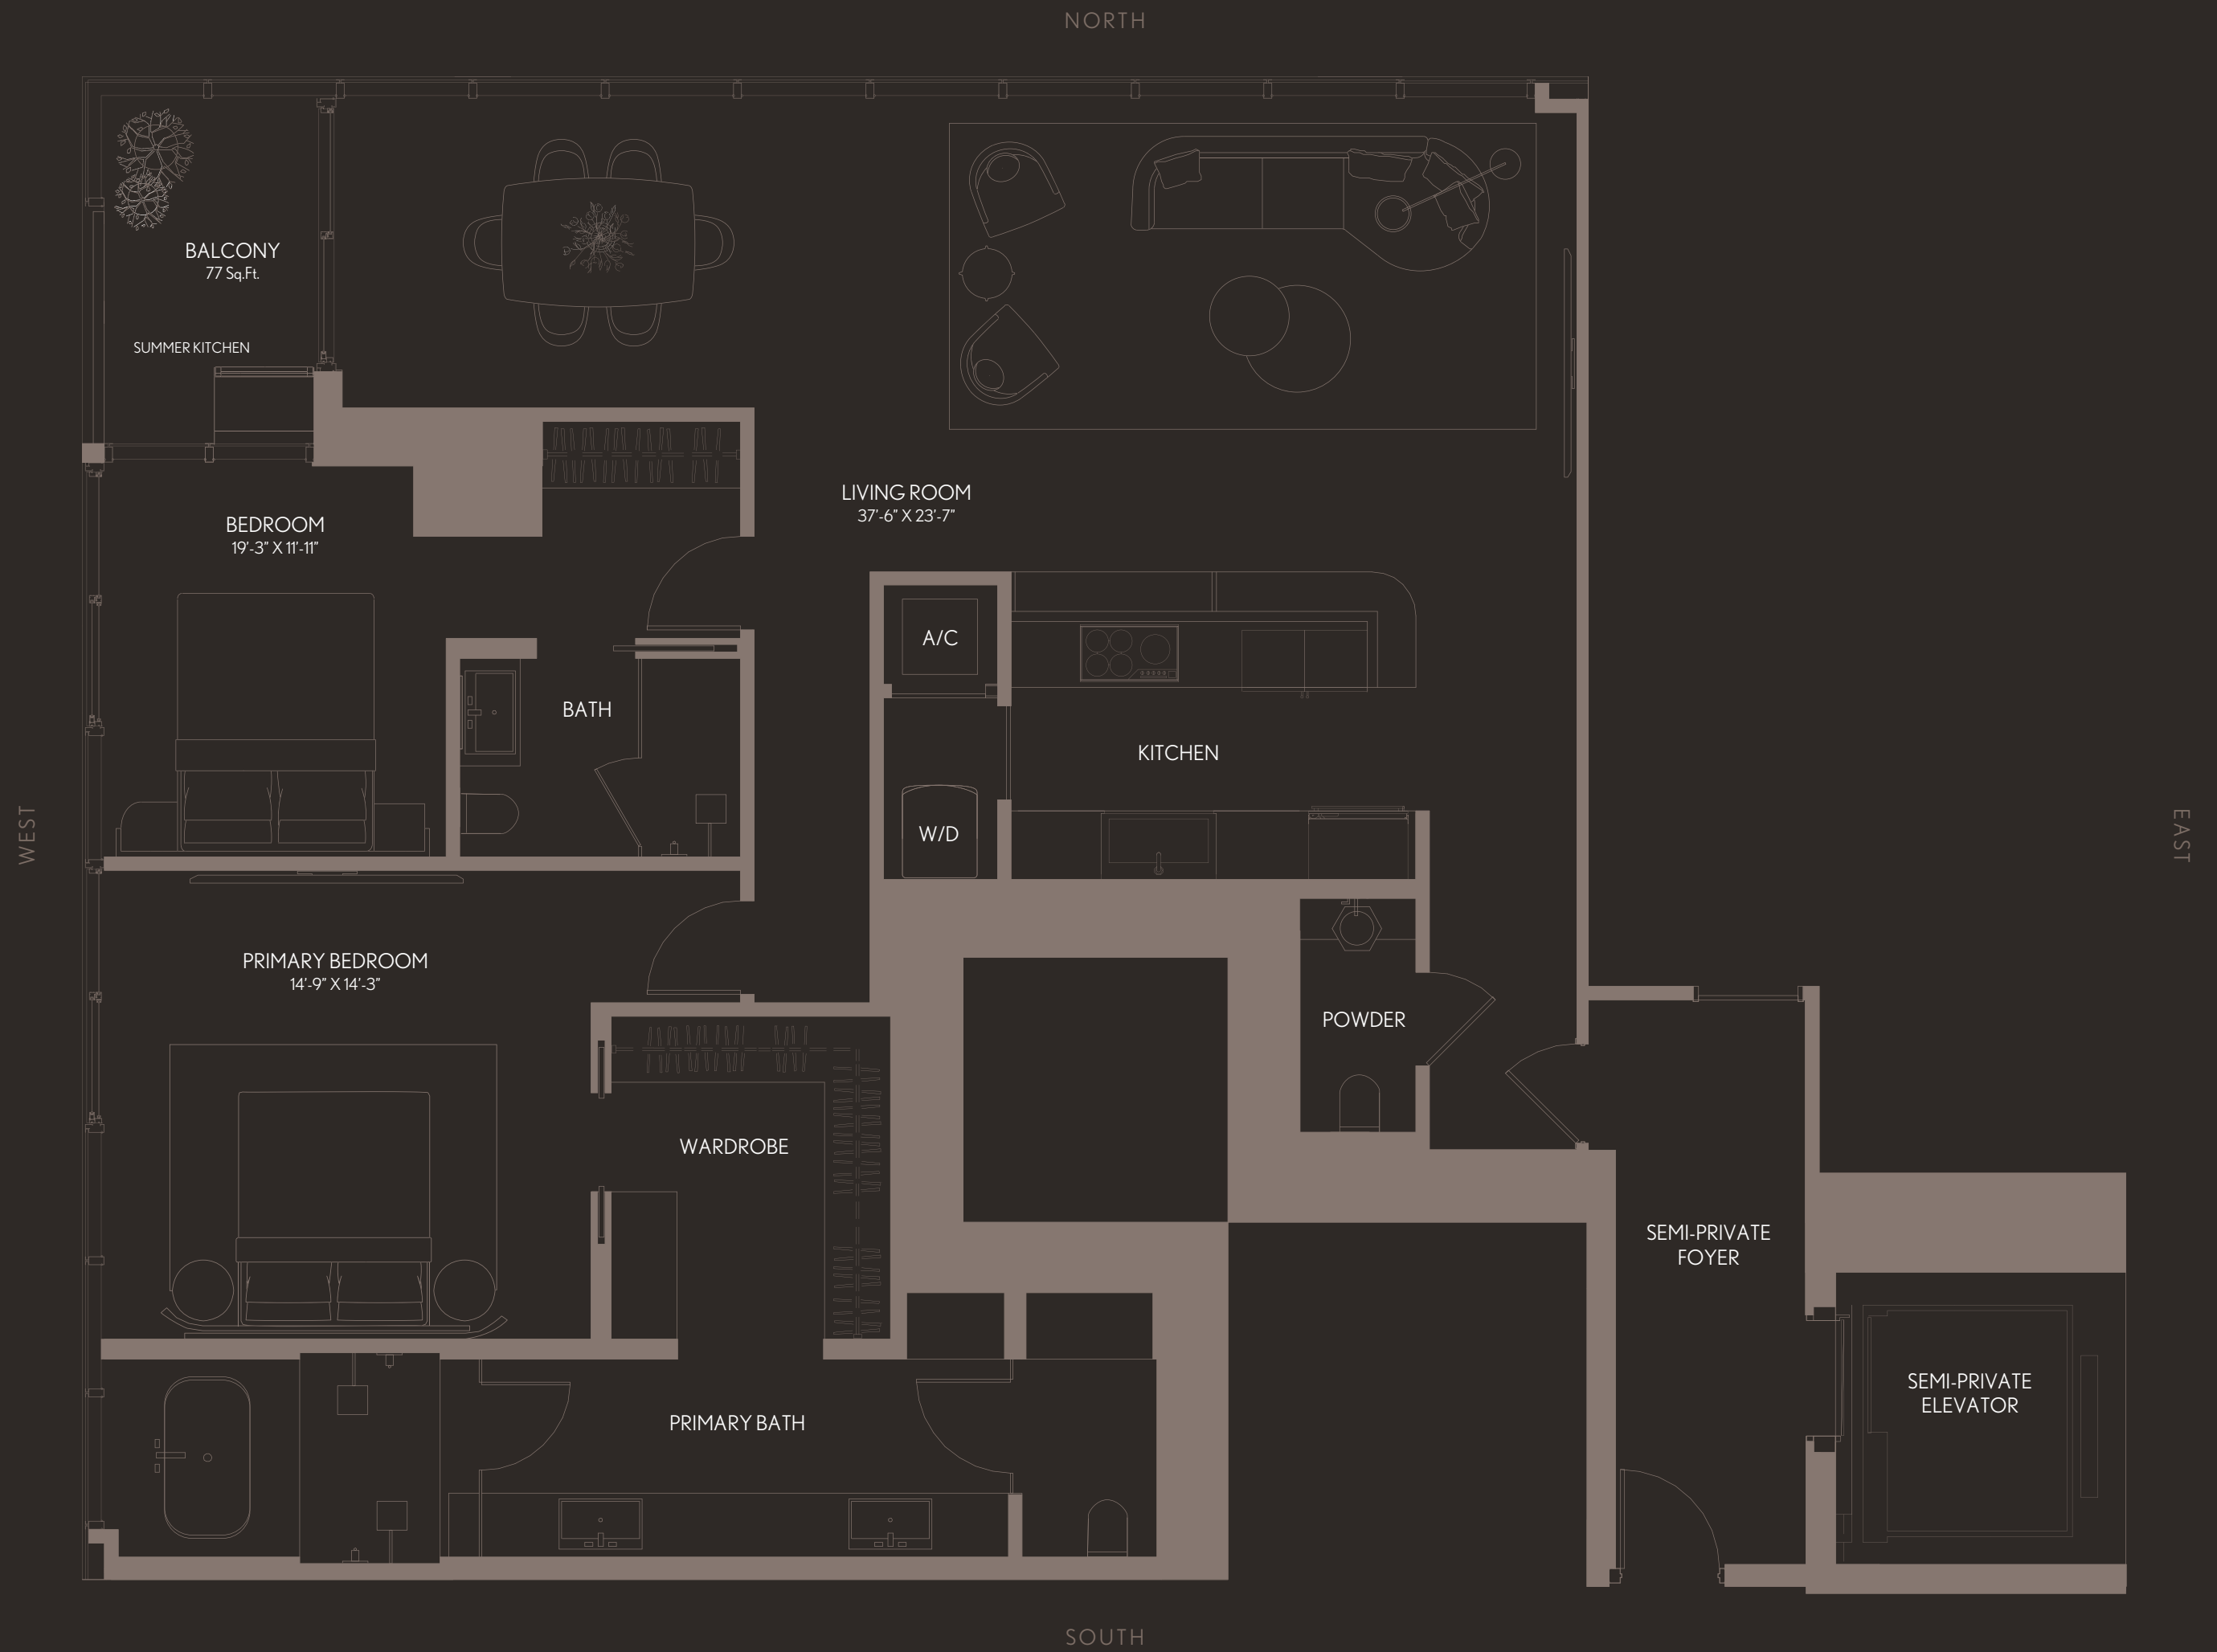 NORTH
BALCONY
77 Sq.Ft.
SUMMER KITCHEN
LIVING ROOM
37'-6" X 23'-7"
BEDROOM
19'-3" X 11'-11"
A/C
BATH
KITCHEN
WEST
W/D
EAST
PRIMARY BEDROOM
14'-9" X 14'-3"
POWDER
WARDROBE
SEMI-PRIVATE
FOYER
SEMI-PRIVATE
ELEVATOR
PRIMARY BATH
SOUTH